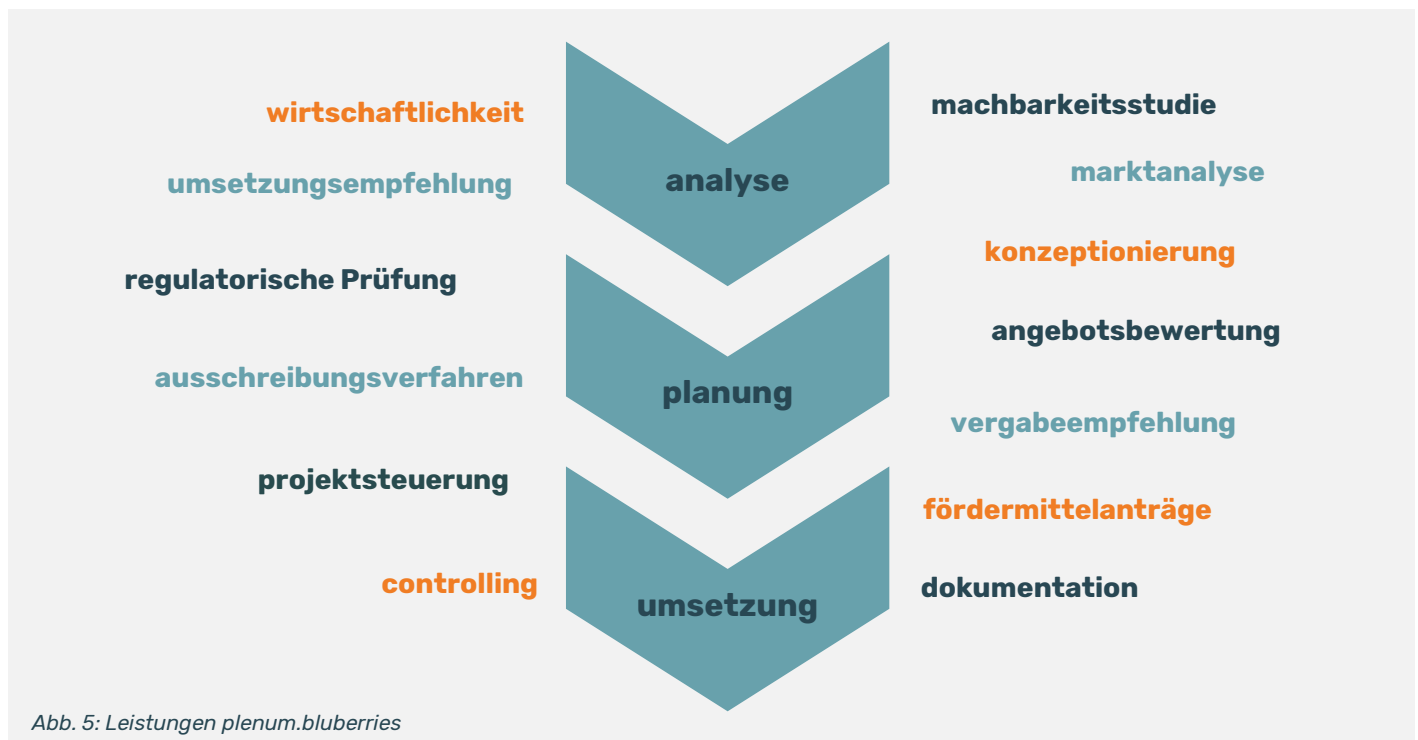 wirtschaftlichkeit
machbarkeitsstudie
umsetzungsempfehlung
analyse
marktanalyse
regulatorische Prüfung
konzeptionierung
angebotsbewertung
ausschreibungsverfahren
planung
vergabeempfehlung
projektsteuerung
fördermittelanträge
controlling
umsetzung
dokumentation
Abb. 5: Leistungen plenum.bluberries